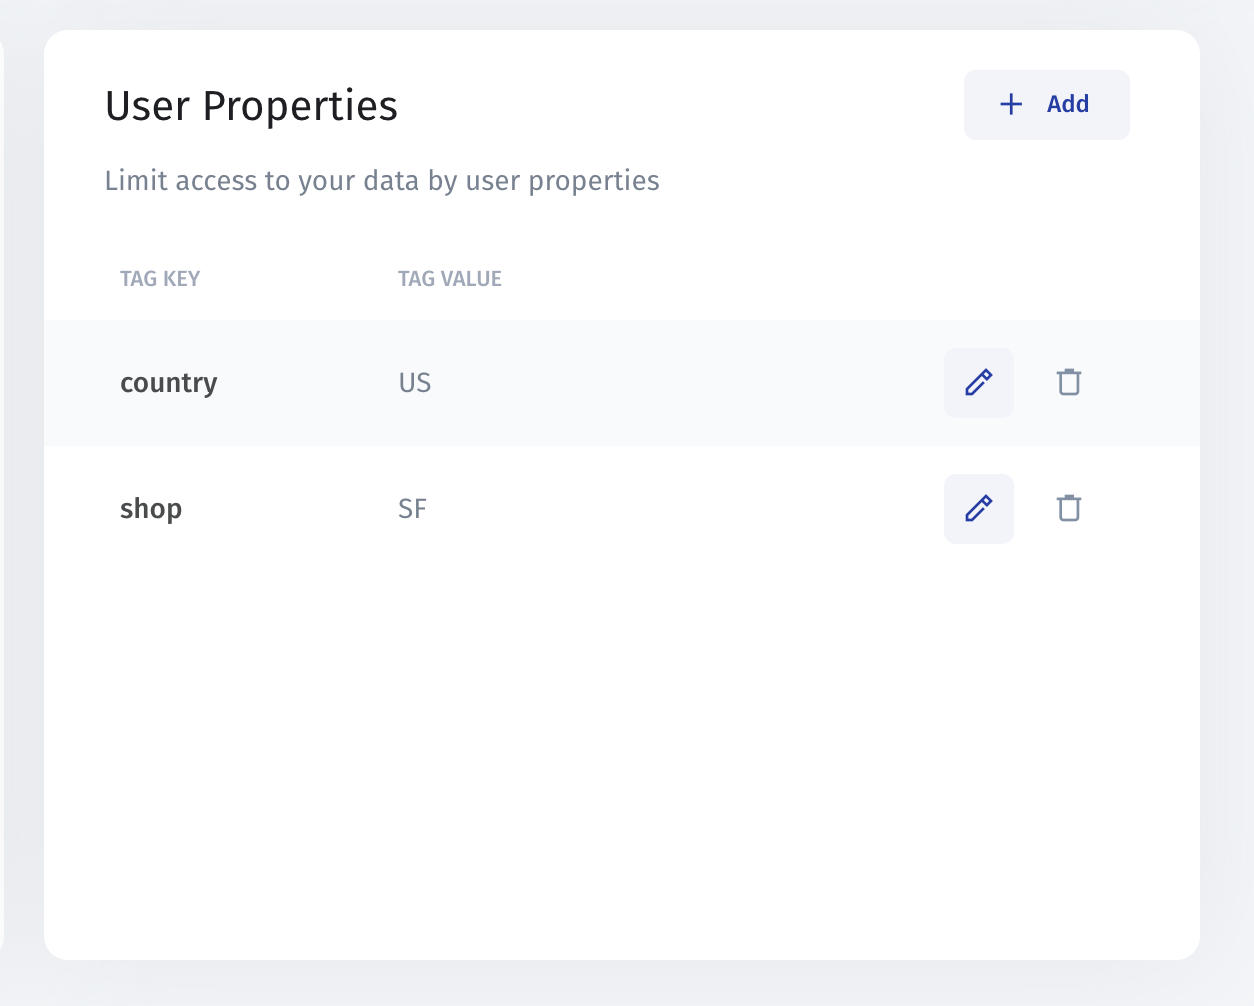 User Properties
Add
Limit access to your data by user properties
TAG KEY TAG VALUE
country US
shop SF